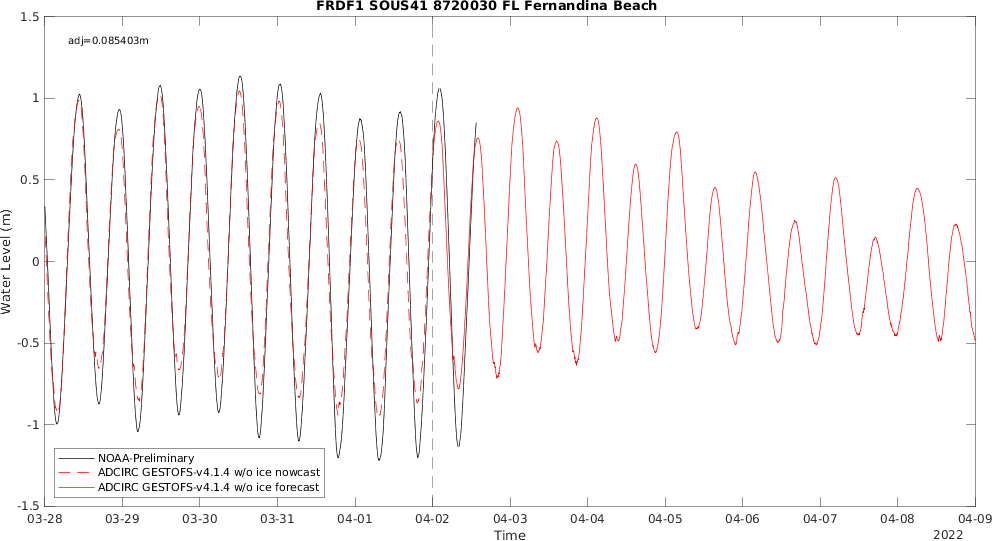 FRDF1 SOUS41 8720030 FL Fernandina Beach
adj=0.085403m
1.5
1
0.5
0
-0.5
-1
-1.5
Water Level (m)
NOAA-Preliminary
ADCIRC GESTOFS-v4.1.4 w/o ice nowcast
ADCIRC GESTOFS-v4.1.4 w/o ice forecast
03-28 03-29 03-30 03-31 04-01 04-02 04-03 04-04 04-05 04-06 04-07 04-08 04-09
Time
2022